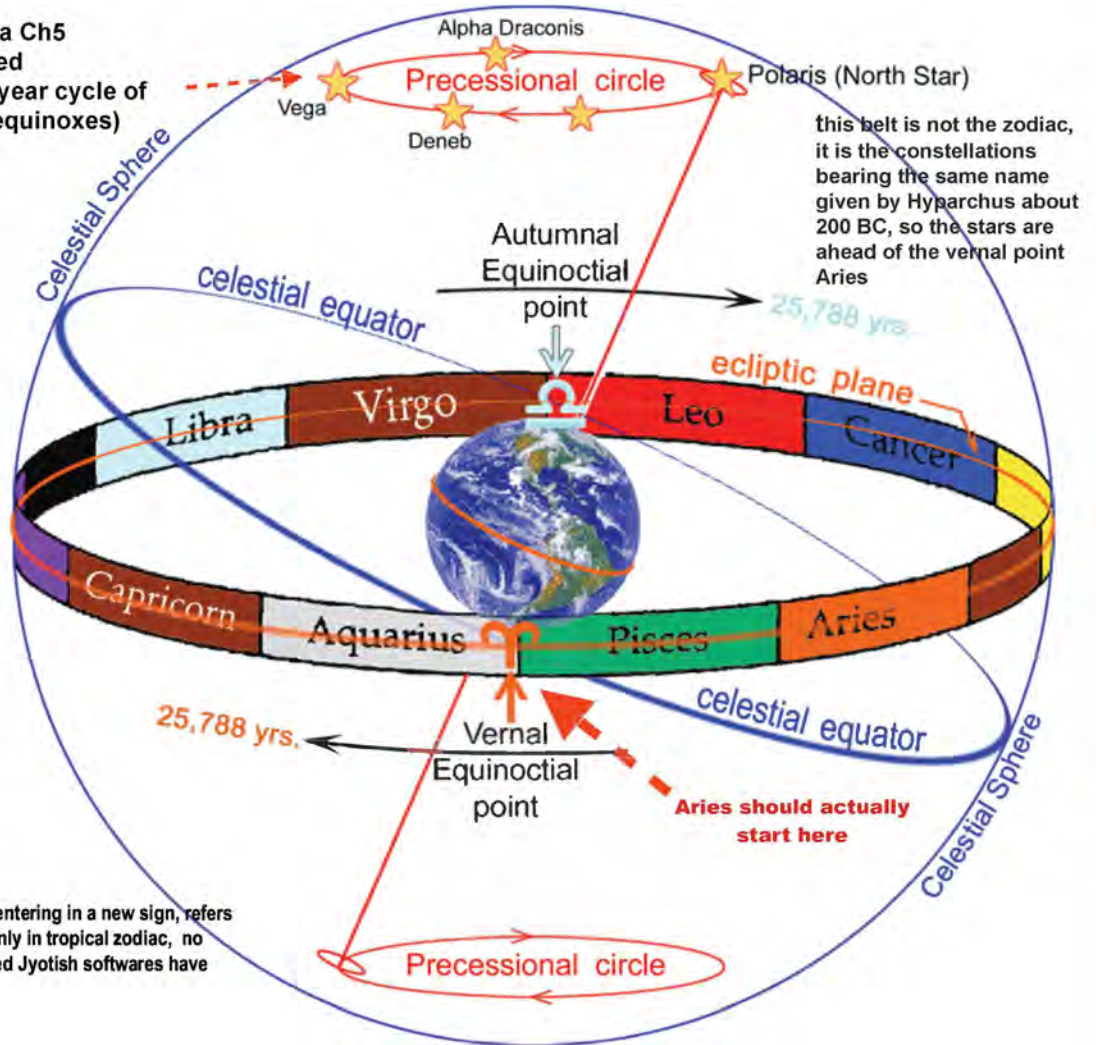 a Ch5
ed
year cycle of
equinoxes)
Alpha Draconis
Precessional circle
Vega
Deneb
Polaris (North Star)
this belt is not the zodiac,
it is the constellations
bearing the same name
given by Hyparchus about
200 BC, so the stars are
ahead of the vernal point
Aries
Celestial Sphere
celestial equator
Autumnal
Equinoctial
point
25,788 yrs.
ecliptic plane
Libra
Virgo
Leo
Cancer
Capricorn
Aquarius
Pisces
Aries
25,788 yrs.
Vernal
Equinoctial
point
celestial equator
Aries should actually
start here
Celestial Sphere
entering in a new sign, refers
nly in tropical zodiac, no
ed Jyotish softwares have
Precessional circle